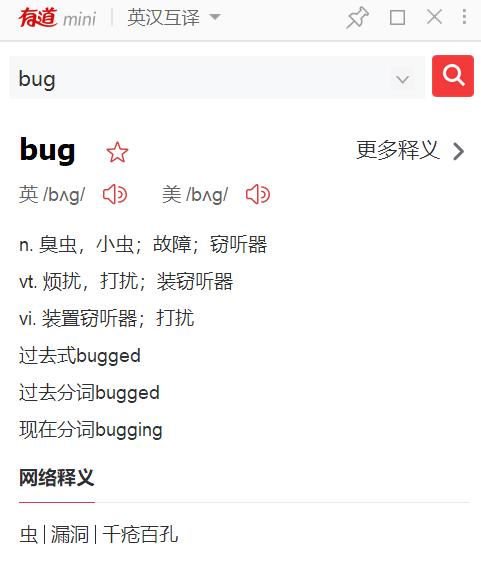 有道 mini 英汉互译
bug
bug 更多释义
英 /bʌg/ 美 /bʌg/
n. 臭虫，小虫；故障；窃听器
vt. 烦扰，打扰；装窃听器
vi. 装置窃听器；打扰
过去式bugged
过去分词bugged
现在分词bugging
网络释义
虫 | 漏洞 | 千疮百孔